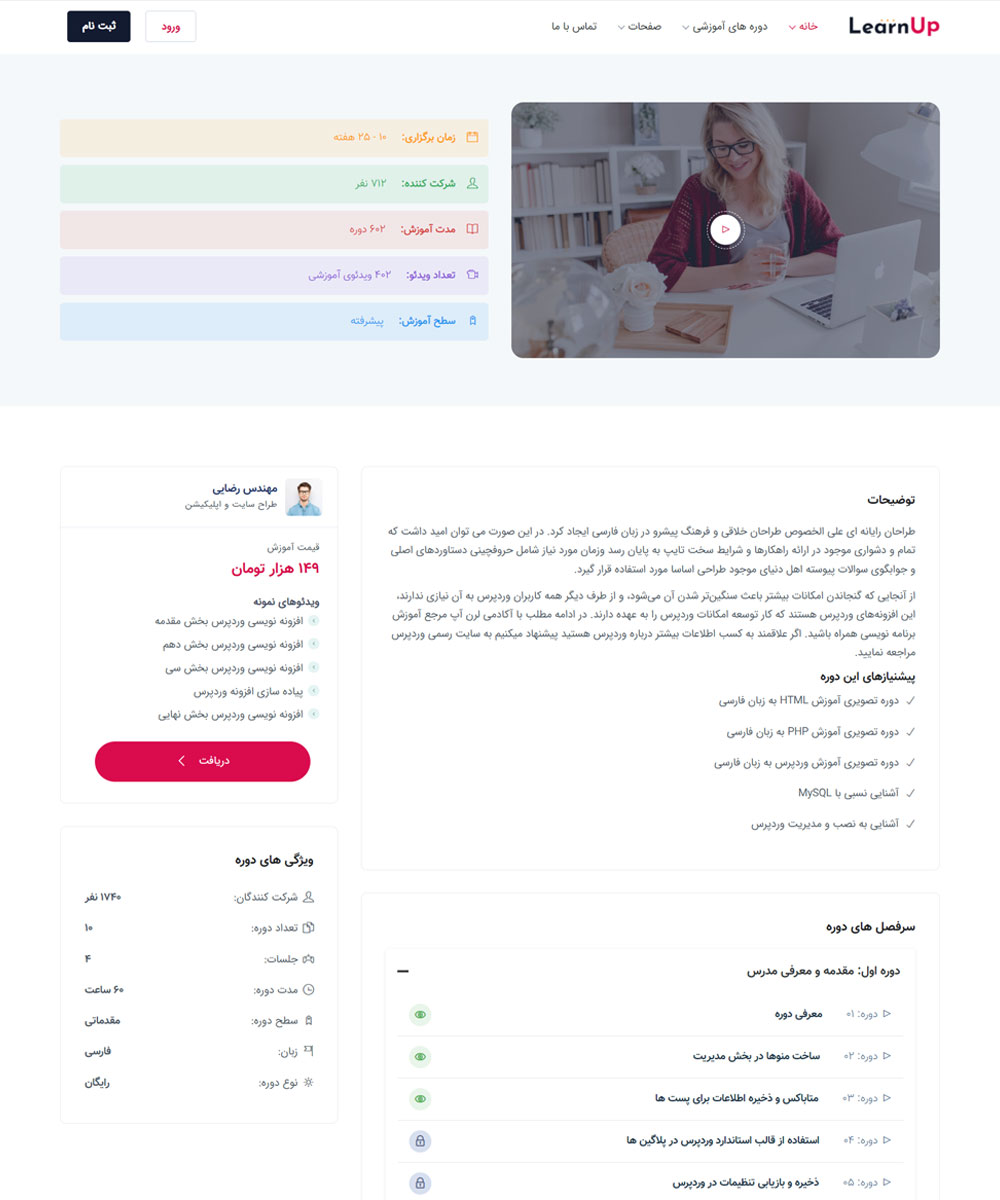 LearnUp
خانه
دوره های آموزشی
صفحات
تماس با ما
ورود
ثبت نام
زمان برگزاری: ۱۰ - ۲۵ هفته
شرکت کننده: ۷۱۲ نفر
مدت آموزش: ۶۰۲ دوره
تعداد ویدئو: ۴۰۲ ویدئوی آموزشی
سطح آموزش: پیشرفته
توضیحات
طراحان رایانه ای علی الخصوص طراحان خلاقی و فرهنگ پیشرو در زبان فارسی ایجاد کرد. در این صورت می توان امید داشت که
تمام و دشواری موجود در ارائه راهکارها و شرایط سخت تایپ به پایان رسد وزمان مورد نیاز شامل حروفچینی دستاوردهای اصلی
و جوابگوی سوالات پیوسته اهل دنیای موجود طراحی اساسا مورد استفاده قرار گیرد.
از آنجایی که گنجاندن امکانات بیشتر باعث سنگین‌تر شدن آن می‌شود، و از طرف دیگر همه کاربران وردپرس به آن نیازی ندارند،
این افزونه‌های وردپرس هستند که کار توسعه امکانات وردپرس را به عهده دارند. در ادامه مطلب با آکادمی لرن آپ مرجع آموزش
برنامه نویسی همراه باشید. اگر علاقمند به کسب اطلاعات بیشتر درباره وردپرس هستید پیشنهاد میکنیم به سایت رسمی وردپرس
مراجعه نمایید.
پیشنیازهای این دوره
دوره تصویری آموزش HTML به زبان فارسی
دوره تصویری آموزش PHP به زبان فارسی
دوره تصویری آموزش وردپرس به زبان فارسی
آشنایی نسبی با MySQL
آشنایی به نصب و مدیریت وردپرس
سرفصل های دوره
دوره اول: مقدمه و معرفی مدرس
دوره: ۰۱ معرفی دوره
دوره: ۰۲ ساخت منوها در بخش مدیریت
دوره: ۰۳ متاباکس و ذخیره اطلاعات برای پست ها
دوره: ۰۴ استفاده از قالب استاندارد وردپرس در پلاگین ها
دوره: ۰۵ ذخیره و بازیابی تنظیمات در وردپرس
مهندس رضایی
طراح سایت و اپلیکیشن
قیمت آموزش
۱۴۹ هزار تومان
ویدئوهای نمونه
افزونه نویسی وردپرس بخش مقدمه
افزونه نویسی وردپرس بخش دهم
افزونه نویسی وردپرس بخش سی
پیاده سازی افزونه وردپرس
افزونه نویسی وردپرس بخش نهایی
دریافت
ویژگی های دوره
شرکت کنندگان: ۱۷۴۰ نفر
تعداد دوره: ۱۰
جلسات: ۴
مدت دوره: ۶۰ ساعت
سطح دوره: مقدماتی
زبان: فارسی
نوع دوره: رایگان